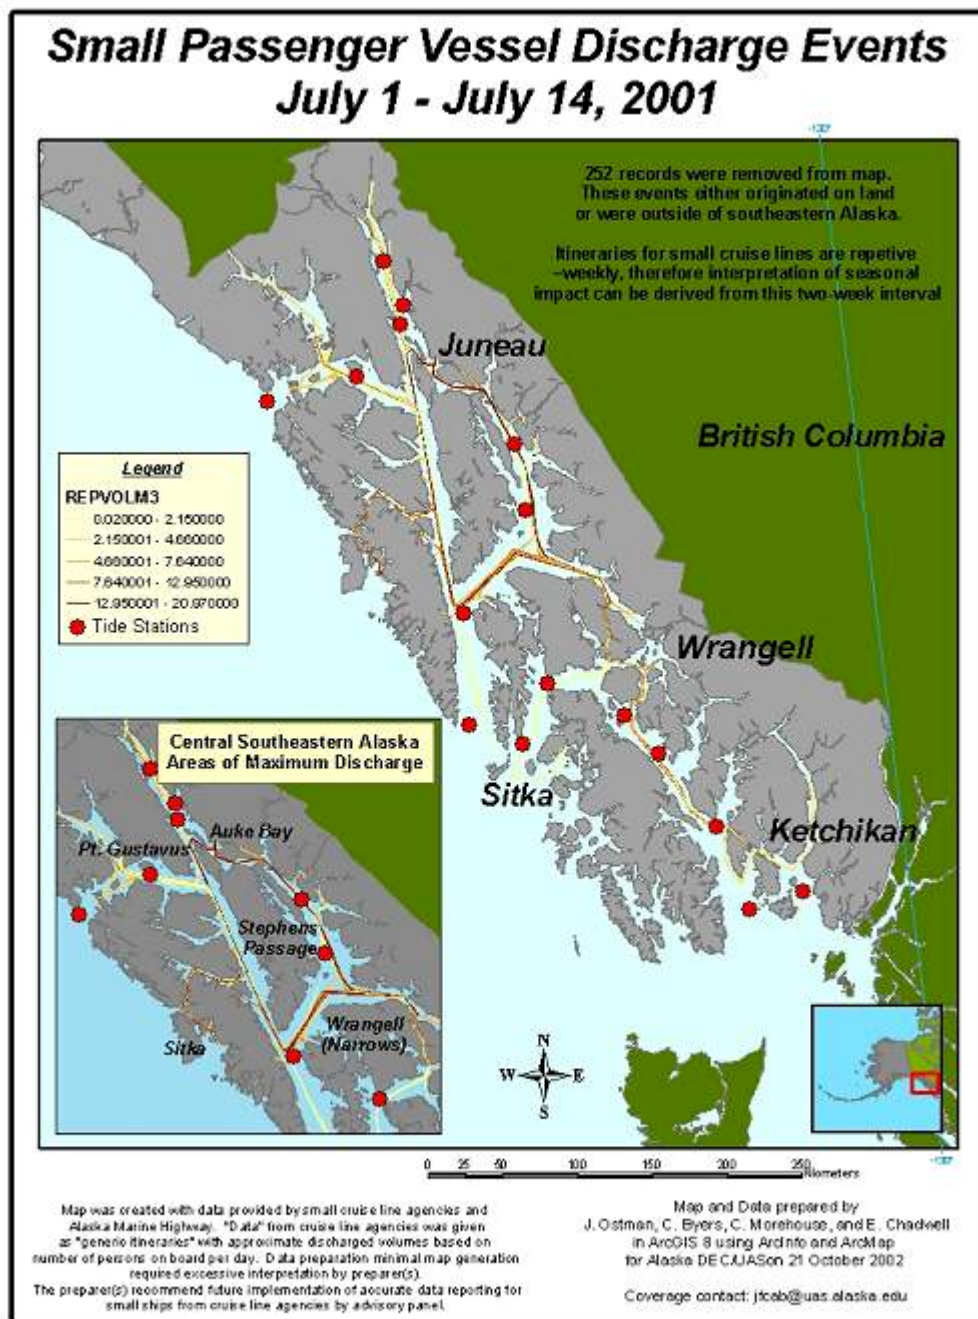 Small Passenger Vessel Discharge Events
July 1 - July 14, 2001
-130°
252 records were removed from map.
These events either originated on land
or were outside of southeastern Alaska.
Itineraries for small cruise lines are repetive
-weekly, therefore interpretation of seasonal
impact can be derived from this two-week interval
Juneau
British Columbia
Legend
REPVOLM3
0.020000 - 2.150000
2.150001 - 4.660000
4.660001 - 7.640000
7.640001 - 12.950000
12.950001 - 20.970000
Tide Stations
Wrangell
Sitka
Ketchikan
Central Southeastern Alaska
Areas of Maximum Discharge
Auke Bay
Pt. Gustavus
Stephens
Passage
Sitka
Wrangell
(Narrows)
N
W E
S
-130°
0 25 50 100 150 200 250
Kilometers
Map was created with data provided by small cruise line agencies and
Alaska Marine Highway. "Data" from cruise line agencies was given
as "generic itineraries" with approximate discharged volumes based on
number of persons on board per day. Data preparation minimal map generation
required excessive interpretation by preparer(s).
The preparer(s) recommend future implementation of accurate data reporting for
small ships from cruise line agencies by advisory panel.
Map and Data prepared by
J. Ostman, C. Byers, C. Morehouse, and E. Chadwell
in ArcGIS 8 using ArcInfo and ArcMap
for Alaska DEC/UASon 21 October 2002
Coverage contact: jfcab@uas.alaska.edu